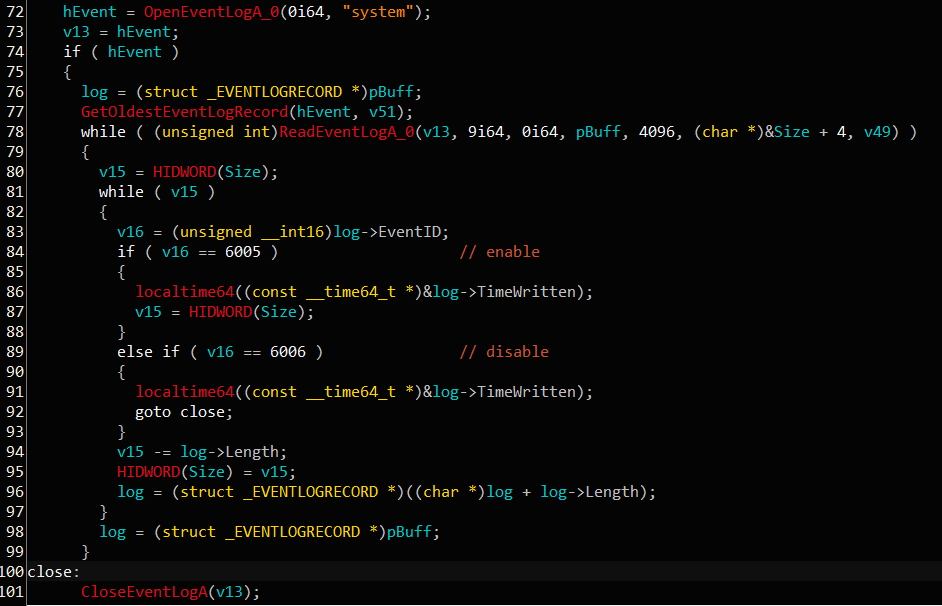 72 hEvent = OpenEventLogA_0(0i64, "system");
73 v13 = hEvent;
74 if ( hEvent )
75 {
76 log = (struct _EVENTLOGRECORD *)pBuff;
77 GetOldestEventLogRecord(hEvent, v51);
78 while ( (unsigned int)ReadEventLogA_0(v13, 9i64, 0i64, pBuff, 4096, (char *)&Size + 4, v49) )
79 {
80 v15 = HIDWORD(Size);
81 while ( v15 )
82 {
83 v16 = (unsigned __int16)log->EventID;
84 if ( v16 == 6005 ) // enable
85 {
86 localtime64((const __time64_t *)&log->TimeWritten);
87 v15 = HIDWORD(Size);
88 }
89 else if ( v16 == 6006 ) // disable
90 {
91 localtime64((const __time64_t *)&log->TimeWritten);
92 goto close;
93 }
94 v15 -= log->Length;
95 HIDWORD(Size) = v15;
96 log = (struct _EVENTLOGRECORD *)((char *)log + log->Length);
97 }
98 log = (struct _EVENTLOGRECORD *)pBuff;
99 }
100 close:
101 CloseEventLogA(v13);